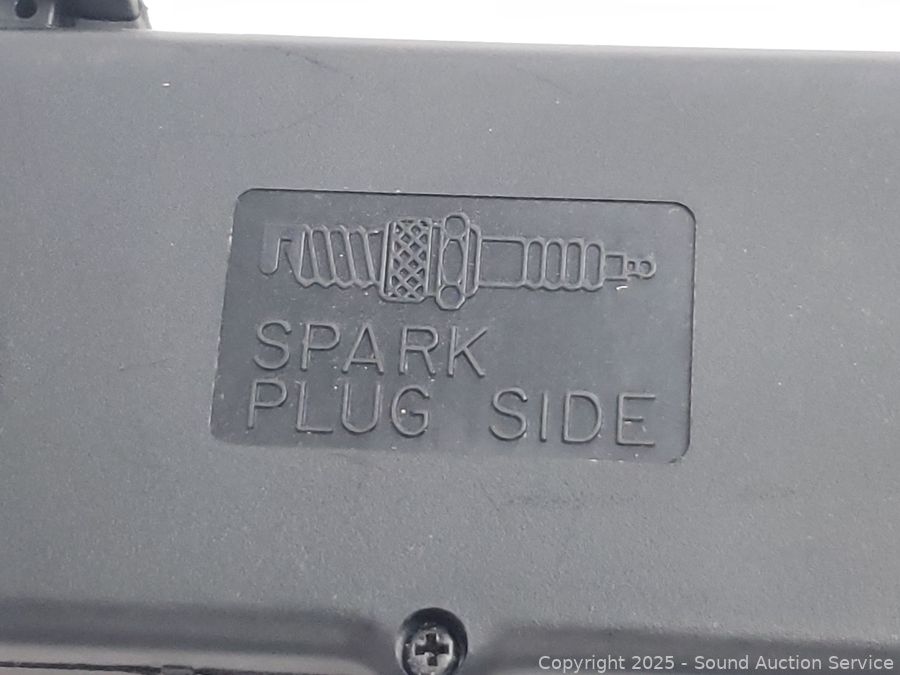 SPARK
PLUG SIDE
Copyright 2025 - Sound Auction Service